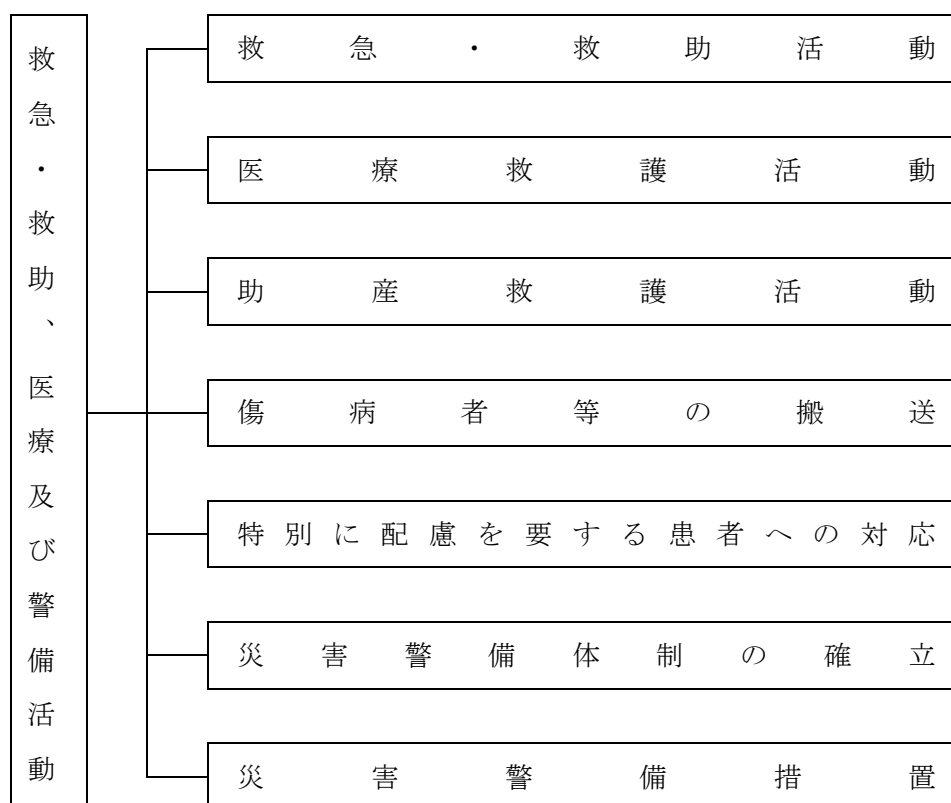 救急・救助、医療及び警備活動
救急・救助活動
医療救護活動
助産救護活動
傷病者等の搬送
特別に配慮を要する患者への対応
災害警備体制の確立
災害警備措置